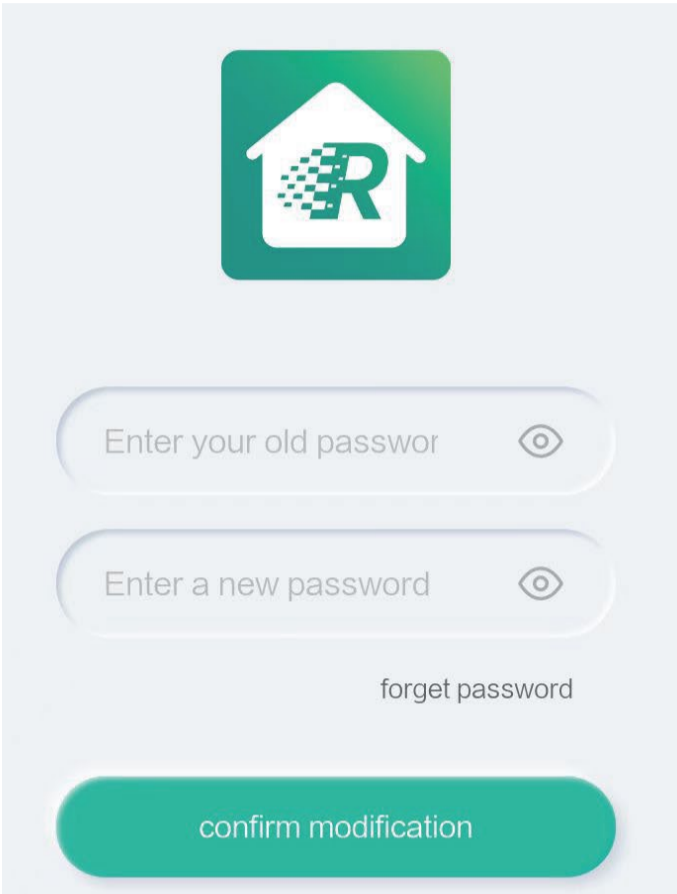 R
Enter your old passwor
Enter a new password
forget password
confirm modification